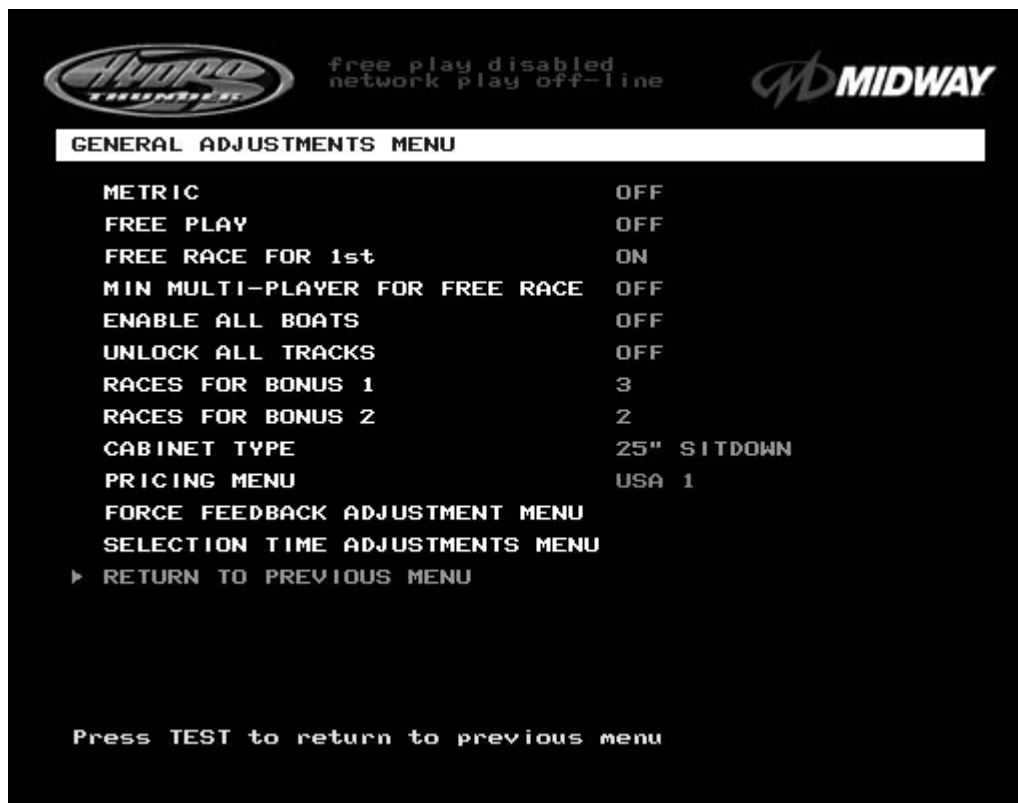 HYDRO
THUNDER
free play disabled
network play off-line
MIDWAY
GENERAL ADJUSTMENTS MENU
METRIC OFF
FREE PLAY OFF
FREE RACE FOR 1st ON
MIN MULTI-PLAYER FOR FREE RACE OFF
ENABLE ALL BOATS OFF
UNLOCK ALL TRACKS OFF
RACES FOR BONUS 1 3
RACES FOR BONUS 2 2
CABINET TYPE 25" SITDOWN
PRICING MENU USA 1
FORCE FEEDBACK ADJUSTMENT MENU
SELECTION TIME ADJUSTMENTS MENU
RETURN TO PREVIOUS MENU
Press TEST to return to previous menu